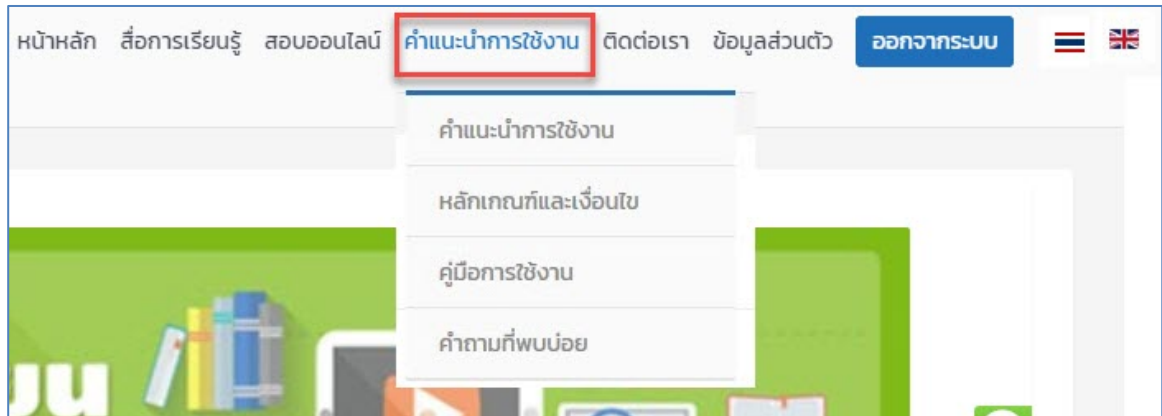 หน้าหลัก สื่อการเรียนรู้ สอบออนไลน์ คำแนะนำการใช้งาน ติดต่อเรา ข้อมูลส่วนตัว ออกจากระบบ
คำแนะนำการใช้งาน
หลักเกณฑ์และเงื่อนไข
คู่มือการใช้งาน
คำถามที่พบบ่อย